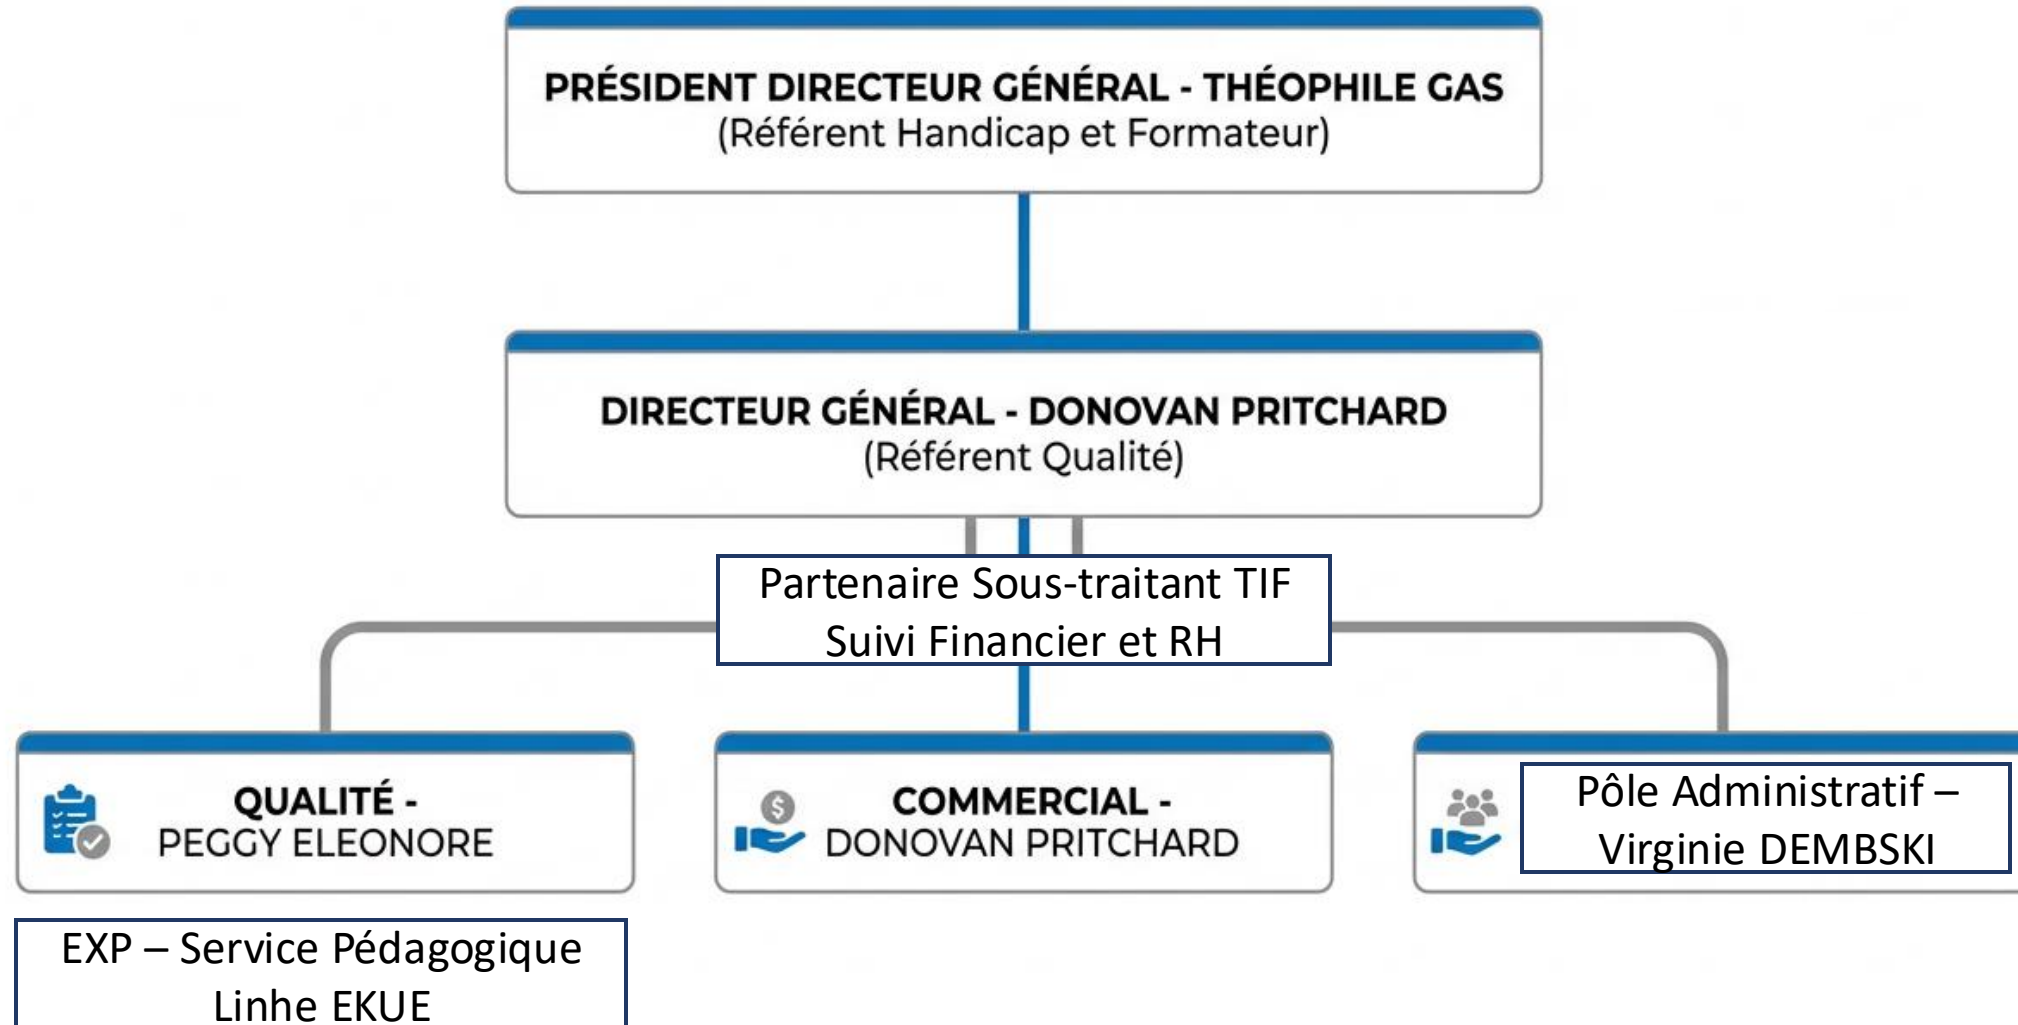 PRÉSIDENT DIRECTEUR GÉNÉRAL - THÉOPHILE GAS
(Référent Handicap et Formateur)
DIRECTEUR GÉNÉRAL - DONOVAN PRITCHARD
(Référent Qualité)
Partenaire Sous-traitant TIF
Suivi Financier et RH
QUALITÉ -
PEGGY ELEONORE
$
COMMERCIAL -
DONOVAN PRITCHARD
Pôle Administratif –
Virginie DEMBSKI
EXP – Service Pédagogique
Linhe EKUE